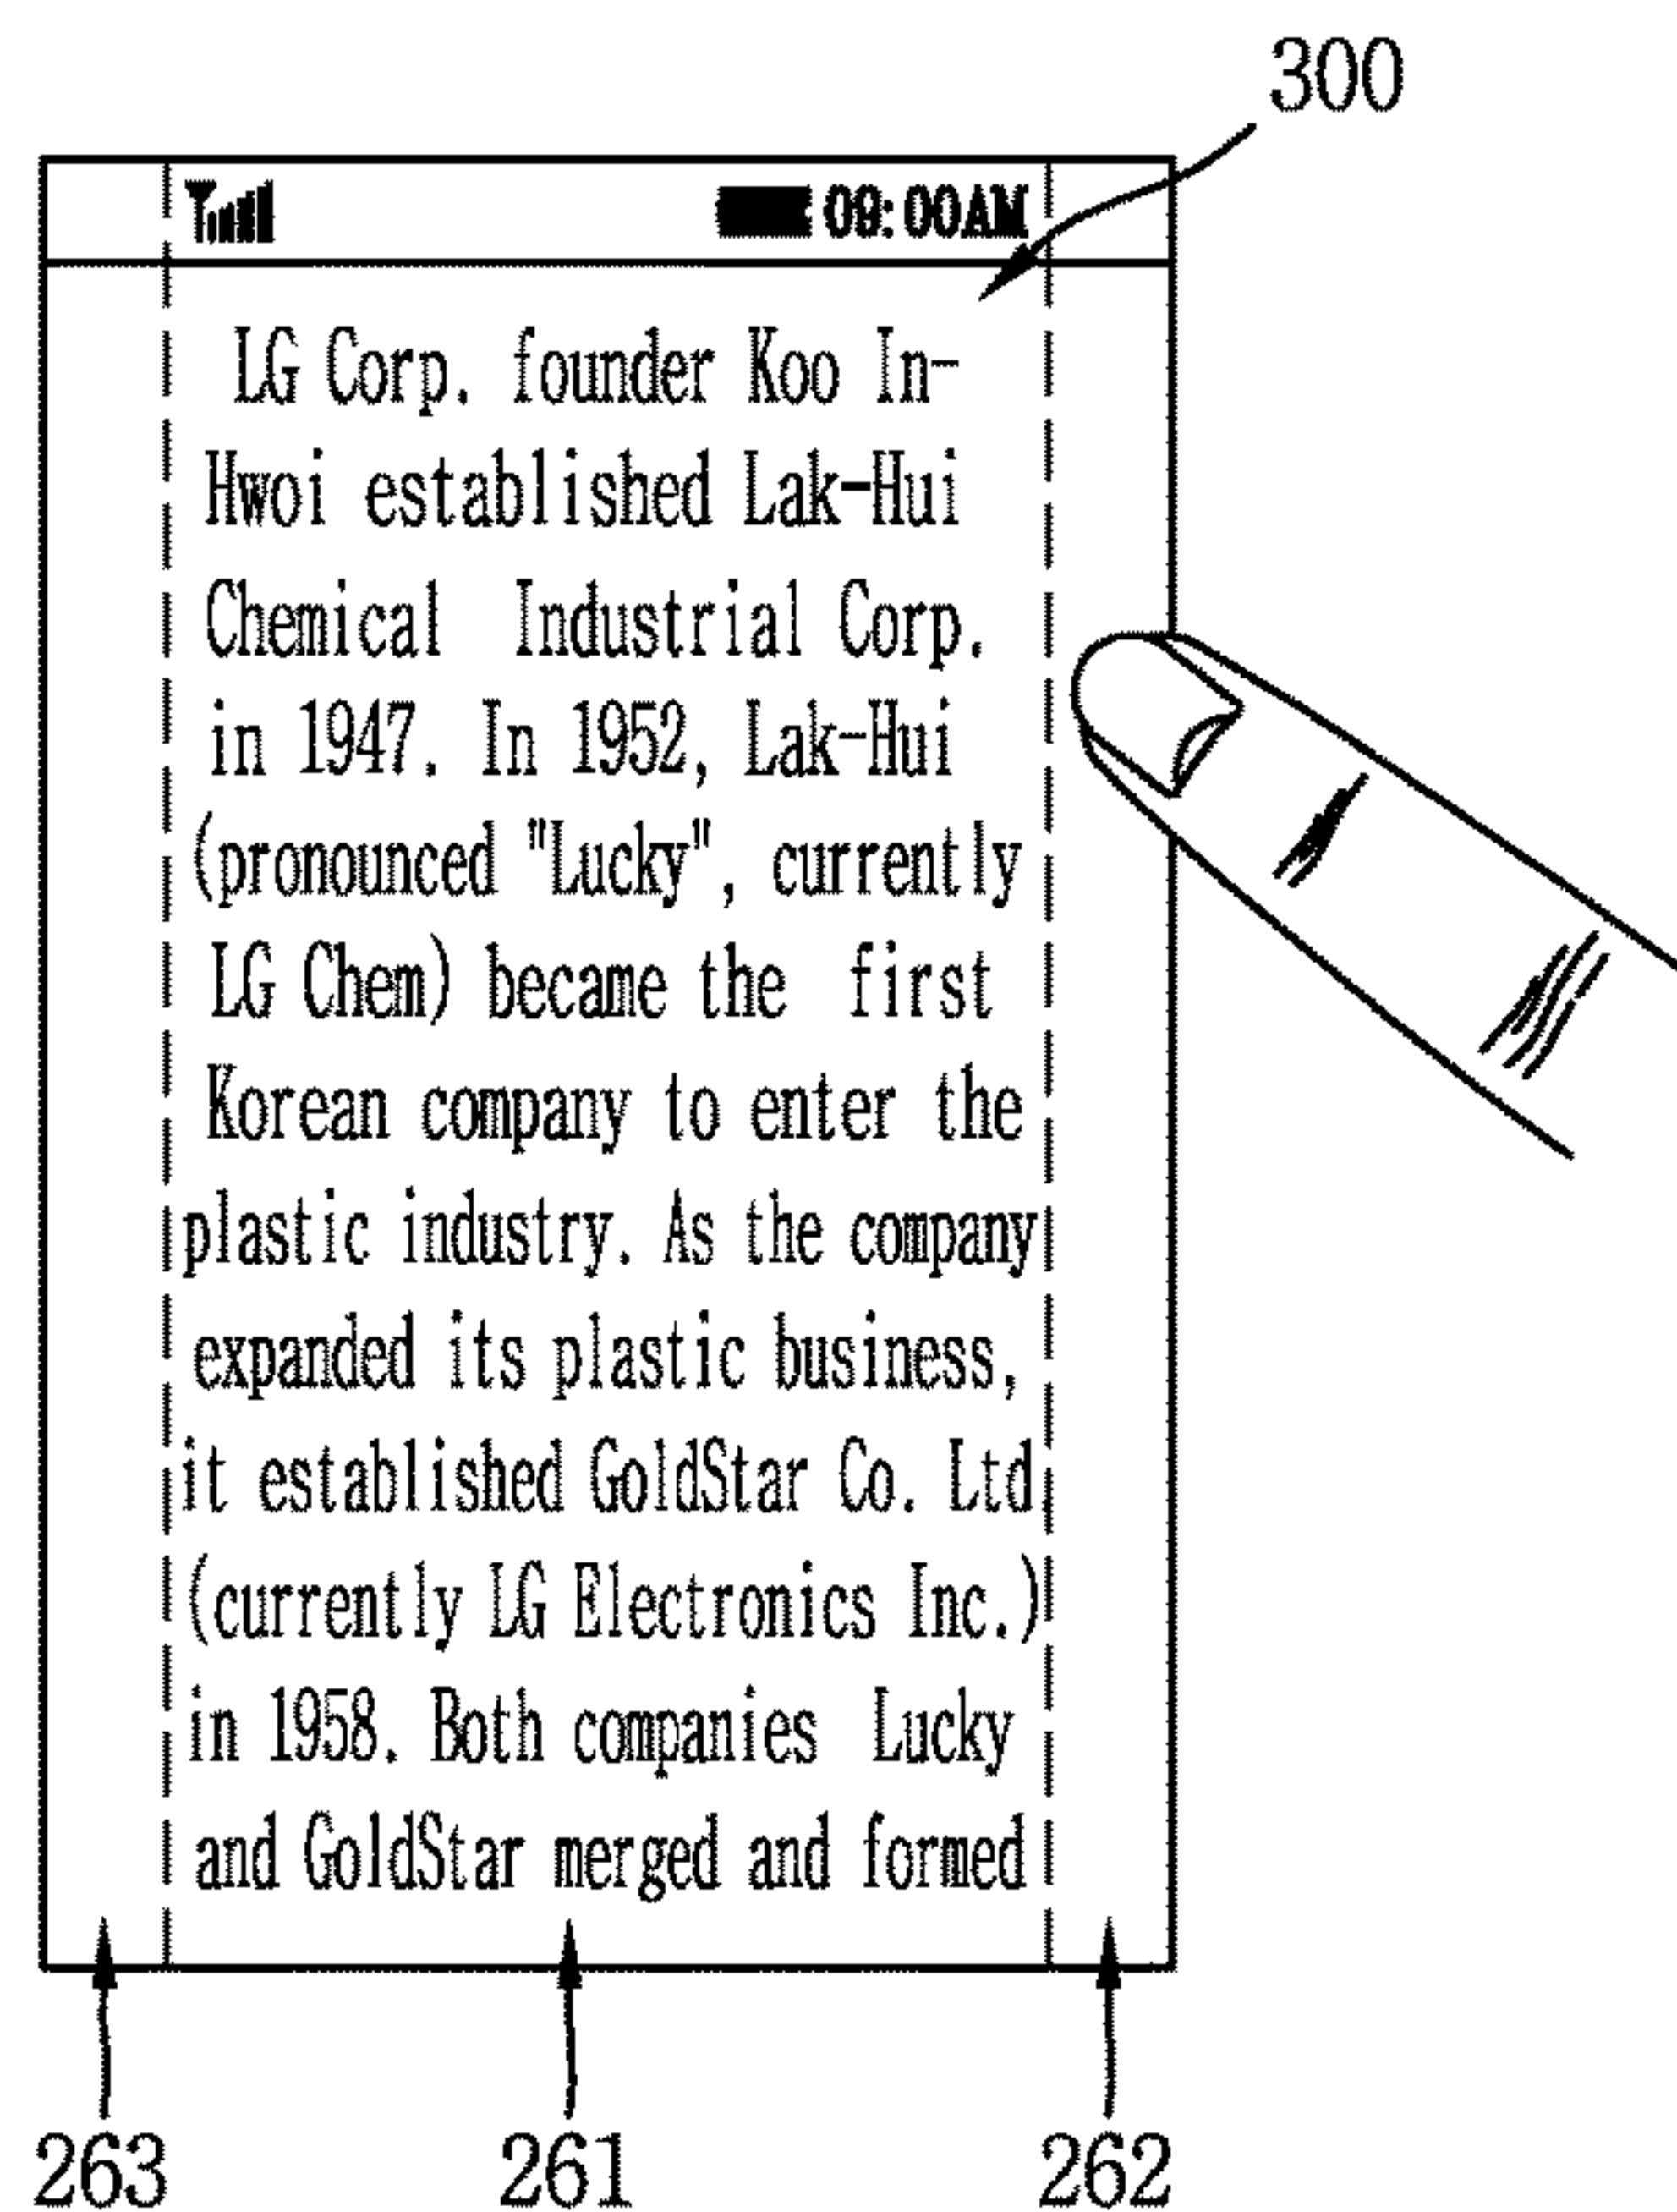 300
09:00AM
LG Corp. founder Koo In-
Hwoi established Lak-Hui
Chemical Industrial Corp.
in 1947. In 1952, Lak-Hui
(pronounced "Lucky", currently
LG Chem) became the first
Korean company to enter the
plastic industry. As the company
expanded its plastic business,
it established GoldStar Co. Ltd
(currently LG Electronics Inc.)
in 1958. Both companies Lucky
and GoldStar merged and formed
263 261 262